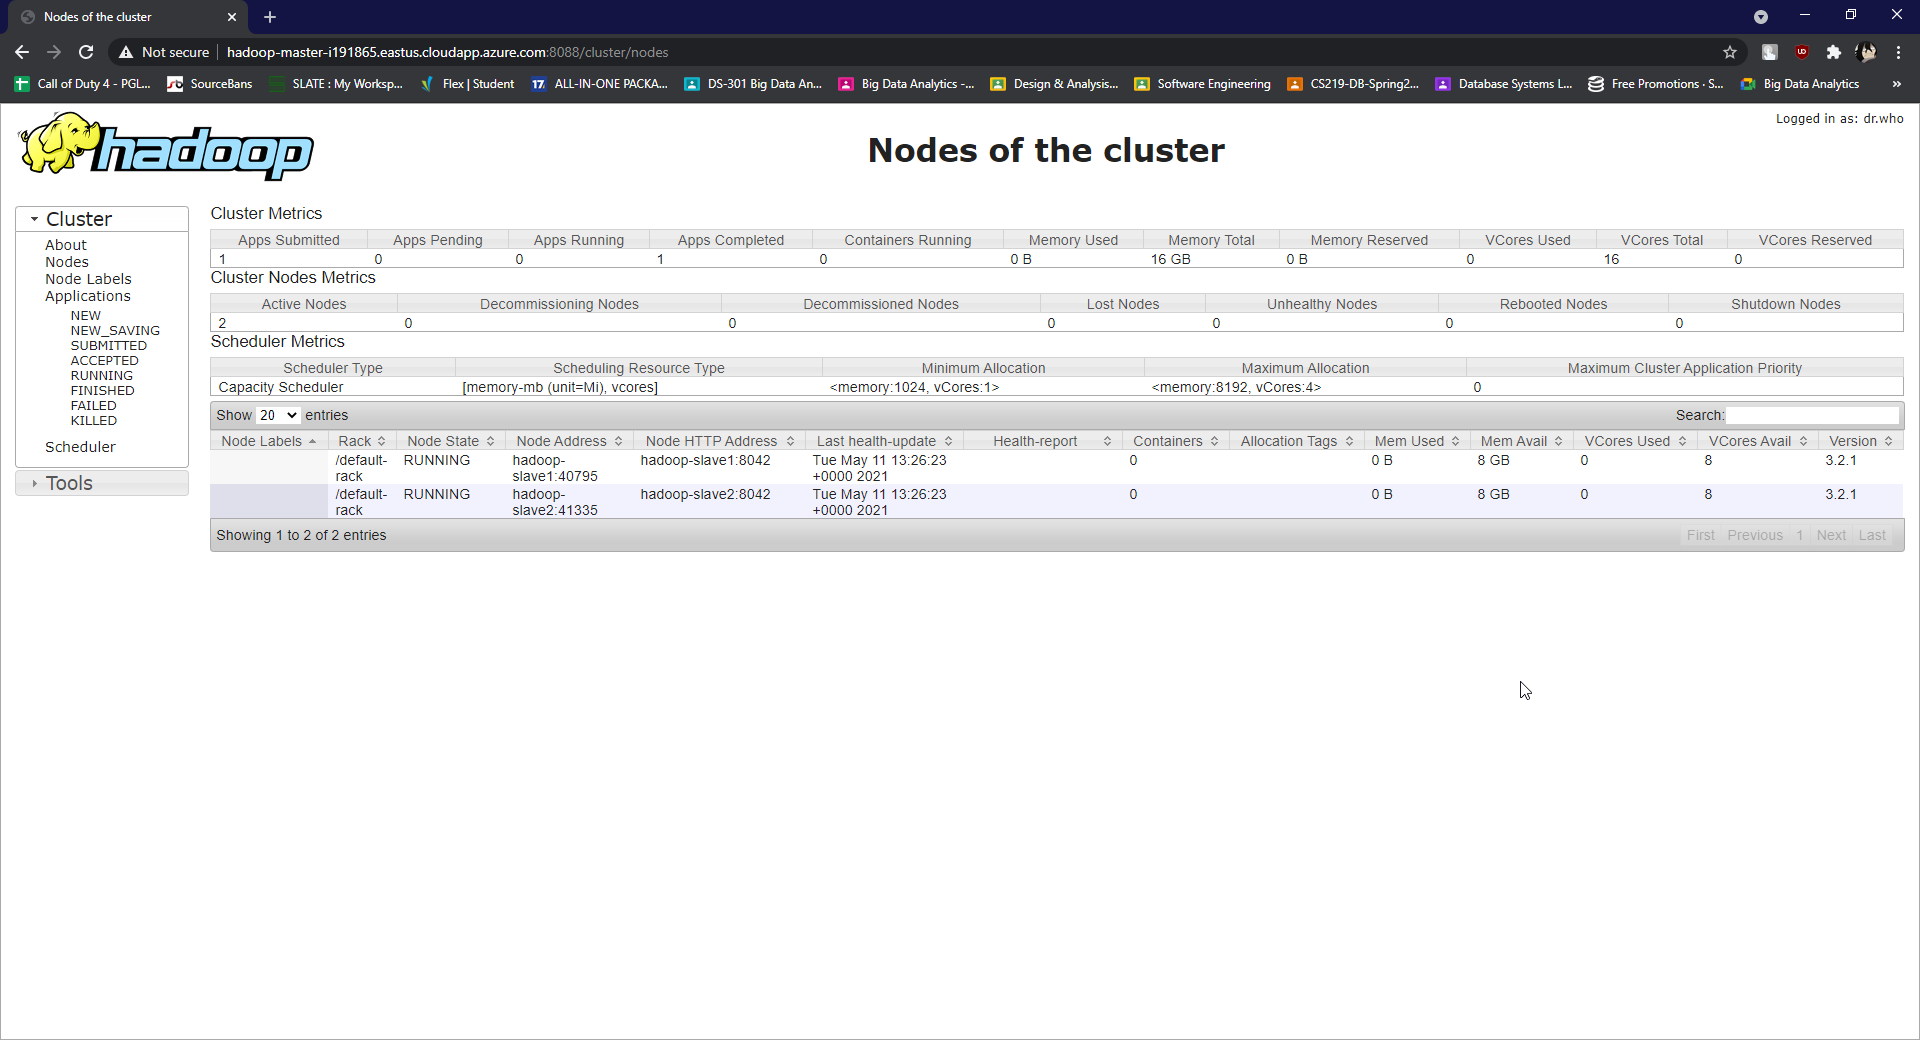 Nodes of the cluster
Not secure hadoop-master-i191865.eastus.cloudapp.azure.com:8088/cluster/nodes
Call of Duty 4 - PGL... SourceBans SLATE : My Worksp... Flex | Student 17 ALL-IN-ONE PACKA... DS-301 Big Data An... Big Data Analytics -... Design & Analysis... Software Engineering CS219-DB-Spring2... Database Systems L... Free Promotions · S... Big Data Analytics »
Logged in as: dr.who
hadoop
Nodes of the cluster
Cluster
About
Nodes
Node Labels
Applications
NEW
NEW_SAVING
SUBMITTED
ACCEPTED
RUNNING
FINISHED
FAILED
KILLED
Scheduler
Tools
Cluster Metrics
Apps Submitted Apps Pending Apps Running Apps Completed Containers Running Memory Used Memory Total Memory Reserved VCores Used VCores Total VCores Reserved
1 0 0 1 0 0 B 16 GB 0 B 0 16 0
Cluster Nodes Metrics
Active Nodes Decommissioning Nodes Decommissioned Nodes Lost Nodes Unhealthy Nodes Rebooted Nodes Shutdown Nodes
2 0 0 0 0 0 0
Scheduler Metrics
Scheduler Type Scheduling Resource Type Minimum Allocation Maximum Allocation Maximum Cluster Application Priority
Capacity Scheduler [memory-mb (unit=Mi), vcores] <memory:1024, vCores:1> <memory:8192, vCores:4> 0
Show 20 entries Search:
Node Labels Rack Node State Node Address Node HTTP Address Last health-update Health-report Containers Allocation Tags Mem Used Mem Avail VCores Used VCores Avail Version
/default- RUNNING hadoop- hadoop-slave1:8042 Tue May 11 13:26:23 0 0 B 8 GB 0 8 3.2.1
rack slave1:40795 +0000 2021
/default- RUNNING hadoop- hadoop-slave2:8042 Tue May 11 13:26:23 0 0 B 8 GB 0 8 3.2.1
rack slave2:41335 +0000 2021
Showing 1 to 2 of 2 entries First Previous 1 Next Last